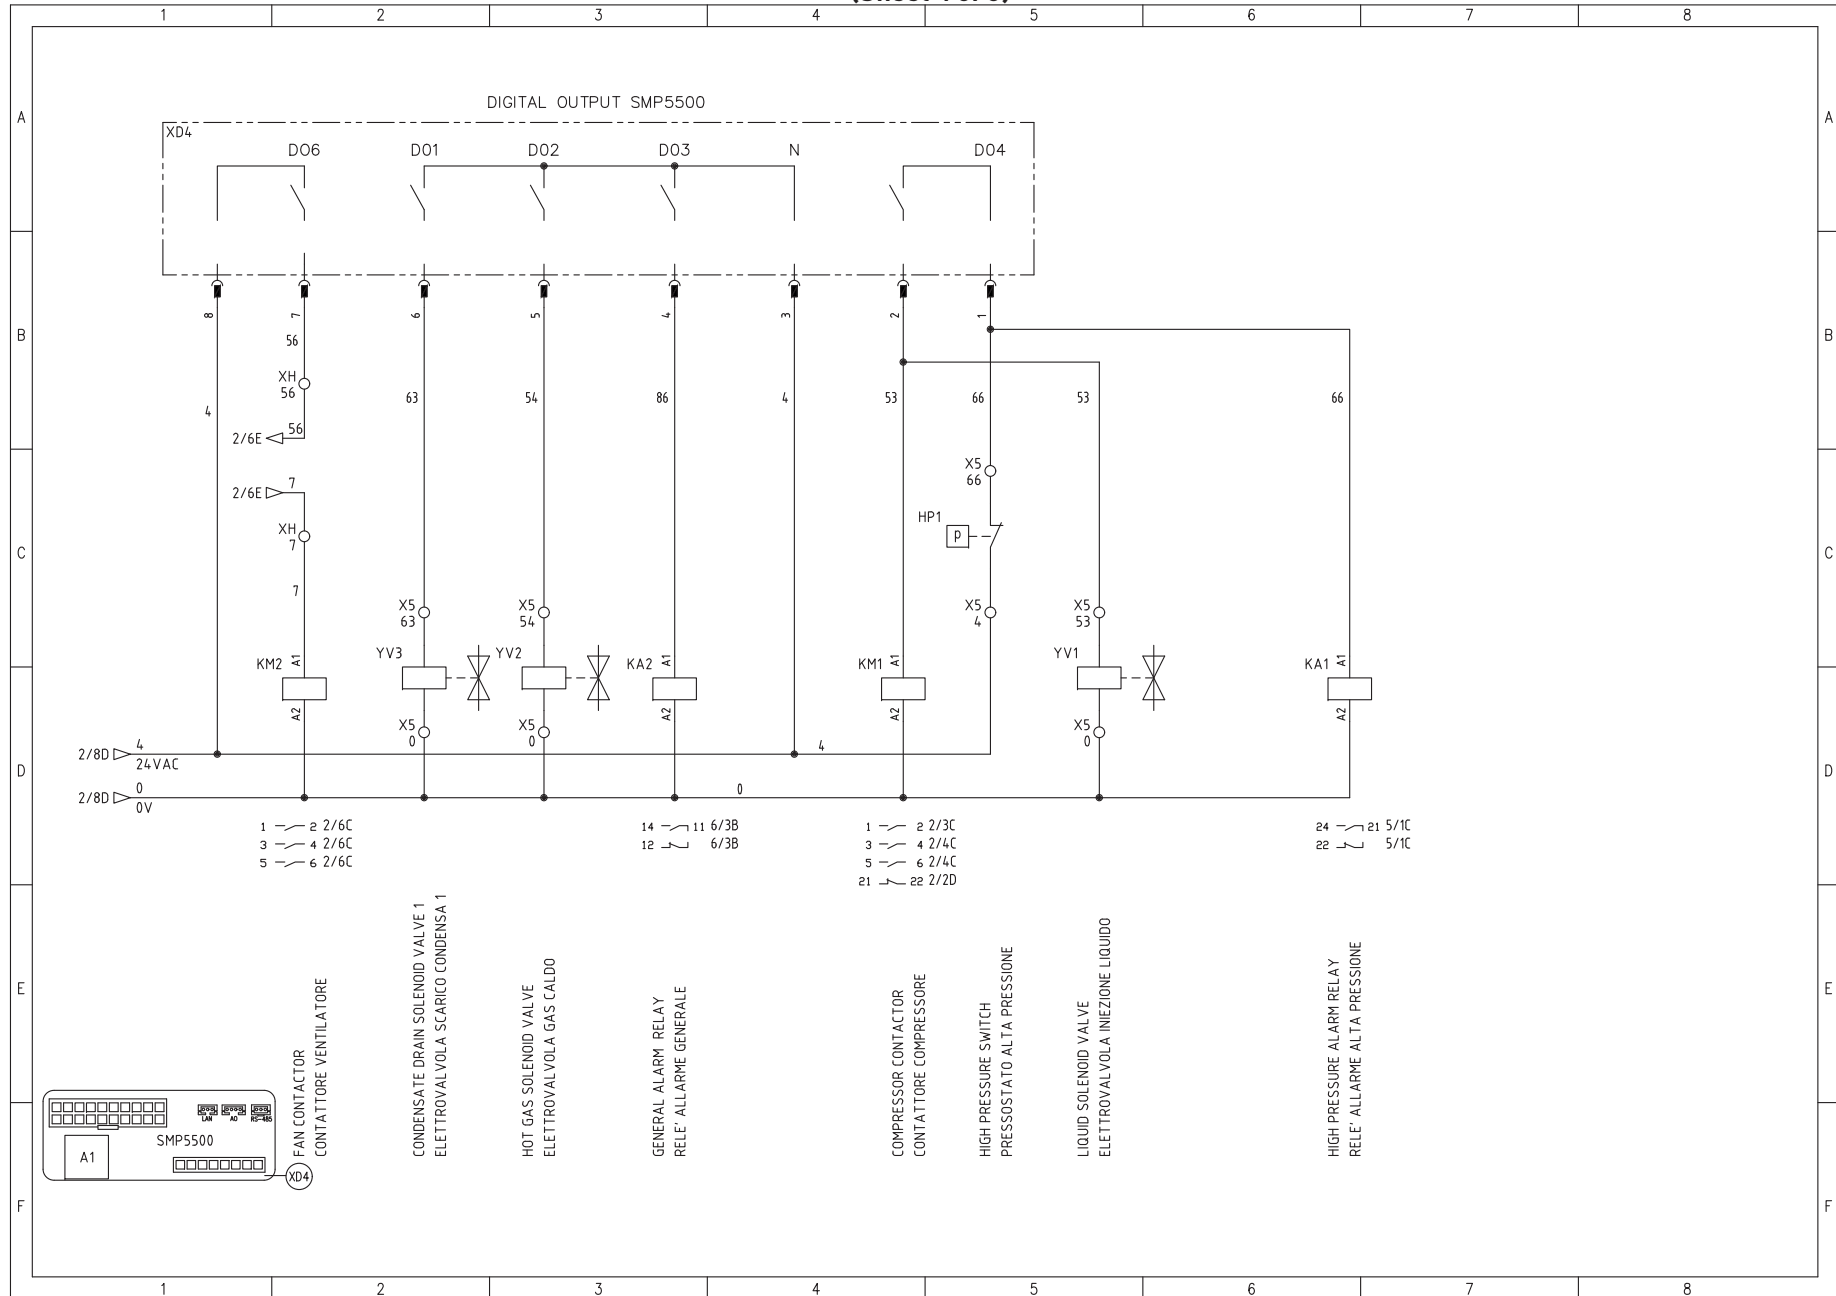 1 2 3 4 5 6 7 8
DIGITAL OUTPUT SMP5500
A A
XD4
DO6 DO1 DO2 DO3 N DO4
8 7 6 5 4 3 2 1
B B
56
XH
56
4 63 54 86 4 53 66 53 66
2/6E 56
2/6E 7
X5
66
XH
7
HP1
P
C C
7
X5
63
X5
54
X5
4
X5
53
KM2 A1 YV3 YV2 KA2 A1 KM1 A1 YV1 KA1 A1
A2 A2 A2 A2
X5
0
X5
0
X5
0
2/8D 4
24VAC
4
D D
2/8D 0
0V
0
1 2 2/6C
3 4 2/6C
5 6 2/6C
14 11 6/3B
12 6/3B
1 2 2/3C
3 4 2/4C
5 6 2/4C
21 22 2/2D
24 21 5/1C
22 5/1C
E E
FAN CONTACTOR
CONTATTORE VENTILATORE
CONDENSATE DRAIN SOLENOID VALVE 1
ELETTROVALVOLA SCARICO CONDENSA 1
HOT GAS SOLENOID VALVE
ELETTROVALVOLA GAS CALDO
GENERAL ALARM RELAY
RELE' ALLARME GENERALE
COMPRESSOR CONTACTOR
CONTATTORE COMPRESSORE
HIGH PRESSURE SWITCH
PRESSOSTATO ALTA PRESSIONE
LIQUID SOLENOID VALVE
ELETTROVALVOLA INIEZIONE LIQUIDO
HIGH PRESSURE ALARM RELAY
RELE' ALLARME ALTA PRESSIONE
LAN AO RS-485
SMP5500
A1
XD4
F F
1 2 3 4 5 6 7 8